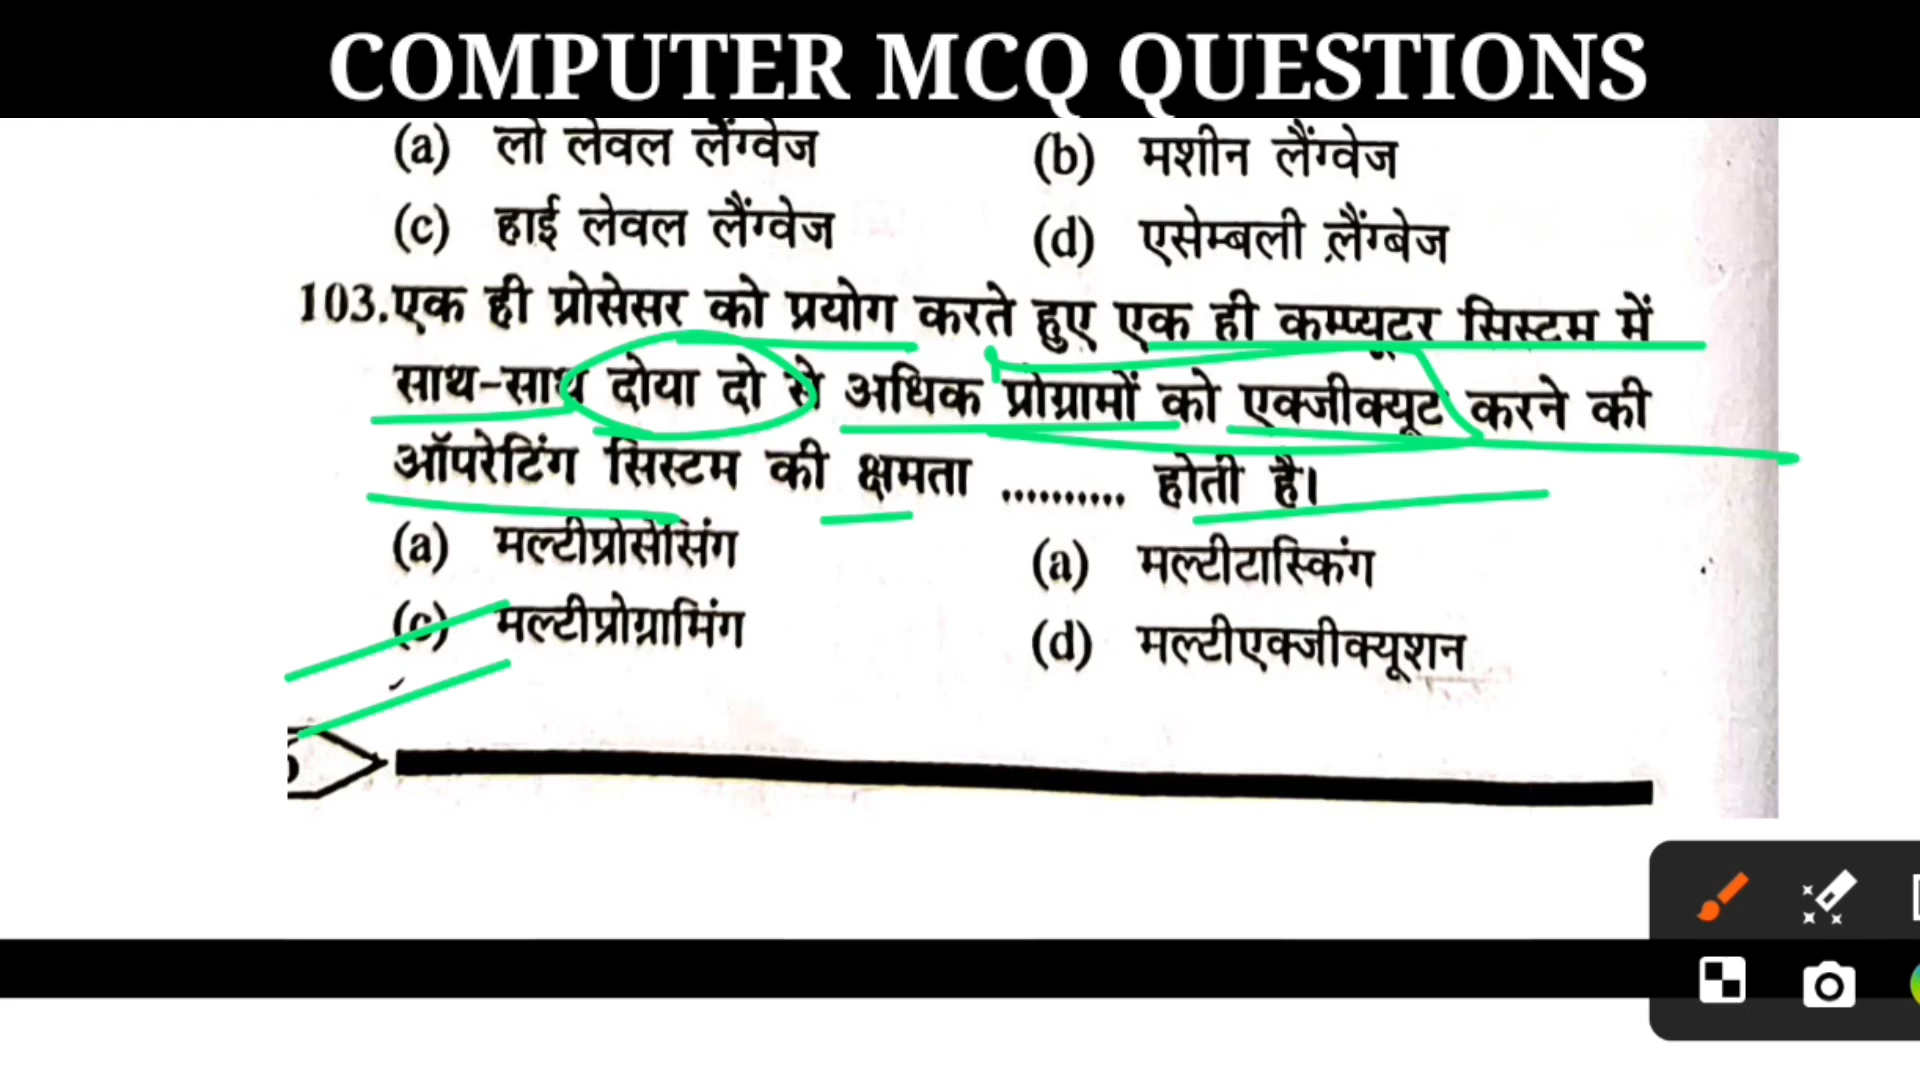 COMPUTER MCQ QUESTIONS
(a) लो लेवल लैंग्वेज (b) मशीन लैंग्वेज
(c) हाई लेवल लैंग्वेज (d) एसेम्बली लैंग्बेज
103.एक ही प्रोसेसर को प्रयोग करते हुए एक ही कम्प्यूटर सिस्टम में
साथ-साथ दोया दो से अधिक प्रोग्रामों को एक्जीक्यूट करने की
ऑपरेटिंग सिस्टम की क्षमता .......... होती है।
(a) मल्टीप्रोसेसिंग (a) मल्टीटास्किंग
(c) मल्टीप्रोग्रामिंग (d) मल्टीएक्जीक्यूशन